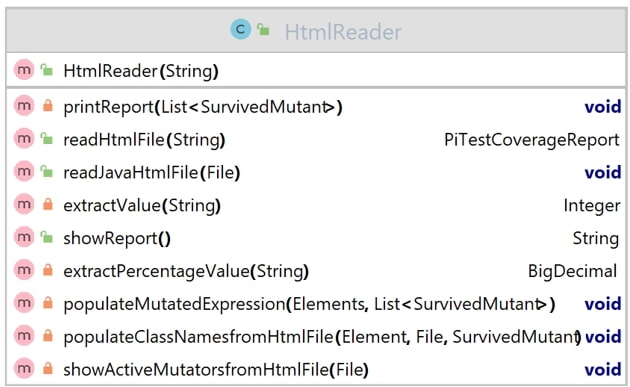 C HtmlReader
m HtmlReader(String)
m printReport(List<SurvivedMutant>) void
m readHtmlFile(String) PiTestCoverageReport
m readJavaHtmlFile(File) void
m extractValue(String) Integer
m showReport() String
m extractPercentageValue(String) BigDecimal
m populateMutatedExpression(Elements, List<SurvivedMutant>) void
m populateClassNamesfromHtmlFile(Element, File, SurvivedMutant) void
m showActiveMutatorsfromHtmlFile(File) void